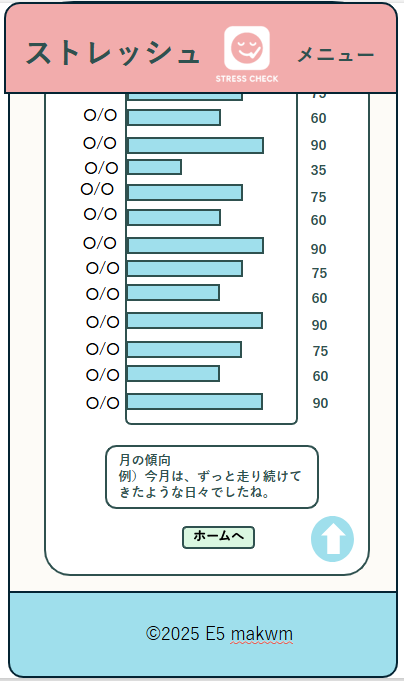 ストレッシュ
STRESS CHECK
メニュー
75
〇/〇 60
〇/〇 90
〇/〇 35
〇/〇 75
〇/〇 60
〇/〇 90
〇/〇 75
〇/〇 60
〇/〇 90
〇/〇 75
〇/〇 60
〇/〇 90
月の傾向
例）今月は、ずっと走り続けて
きたような日々でしたね。
ホームへ
©2025 E5 makwm